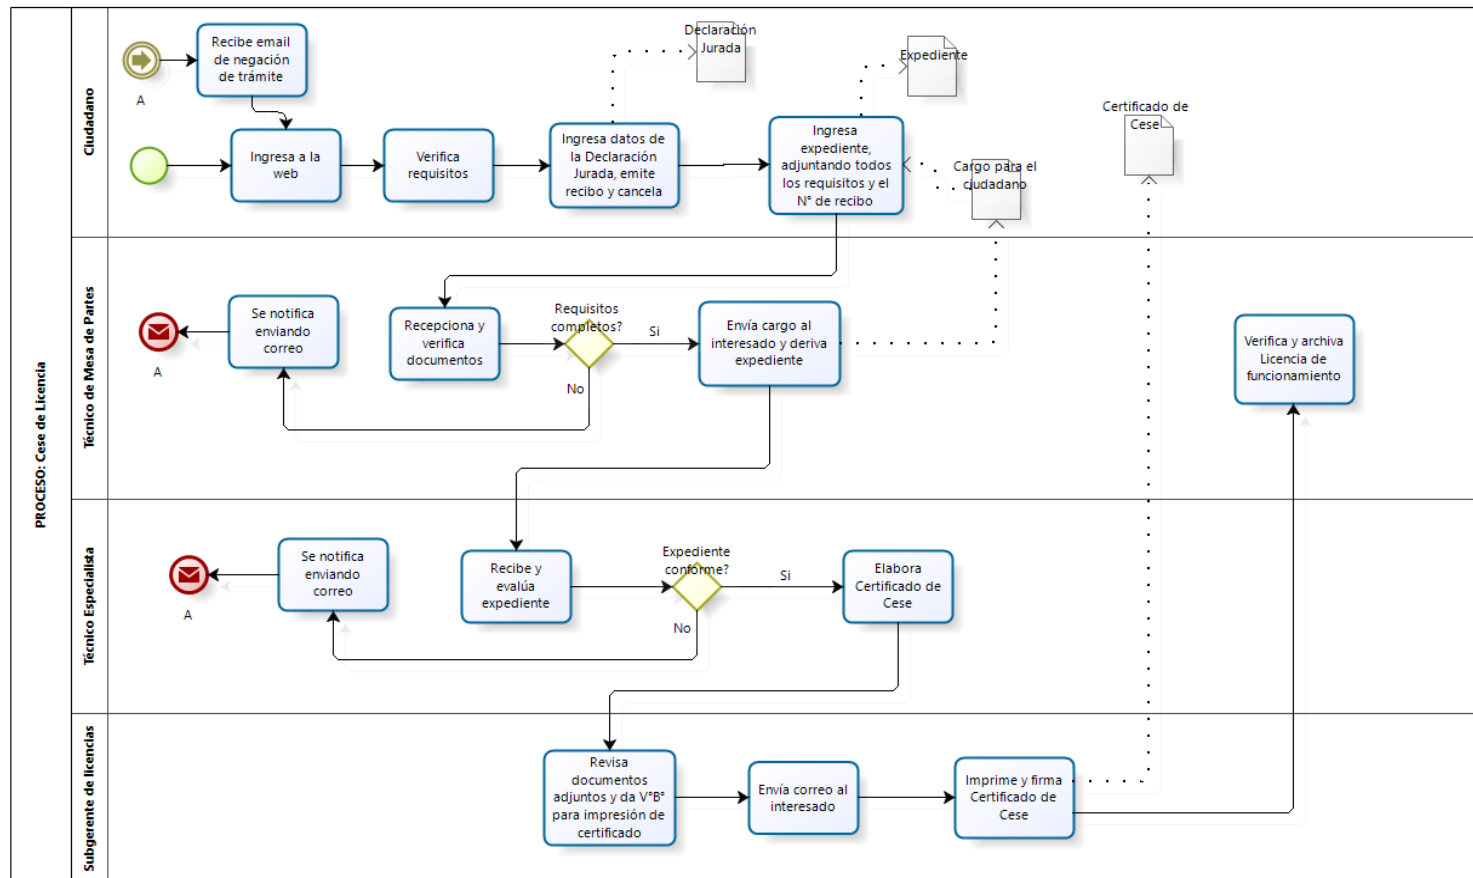 PROCESO: Cese de Licencia
Ciudadano
Recibe email
de negación
de trámite
A
Ingresa a la
web
Verifica
requisitos
Ingresa datos de
la Declaración
Jurada, emite
recibo y cancela
Declaración
Jurada
Ingresa
expediente,
adjuntando todos
los requisitos y el
N° de recibo
Expediente
Cargo para el
ciudadano
Certificado de
Cese
Técnico de Mesa de Partes
A
Se notifica
enviando
correo
Recepciona y
verifica
documentos
Requisitos
completos?
Si
No
Envía cargo al
interesado y deriva
expediente
Verifica y archiva
Licencia de
funcionamiento
Técnico Especialista
A
Se notifica
enviando
correo
Recibe y
evalúa
expediente
Expediente
conforme?
Si
No
Elabora
Certificado de
Cese
Subgerente de licencias
Revisa
documentos
adjuntos y da V°B°
para impresión de
certificado
Envía correo al
interesado
Imprime y firma
Certificado de
Cese